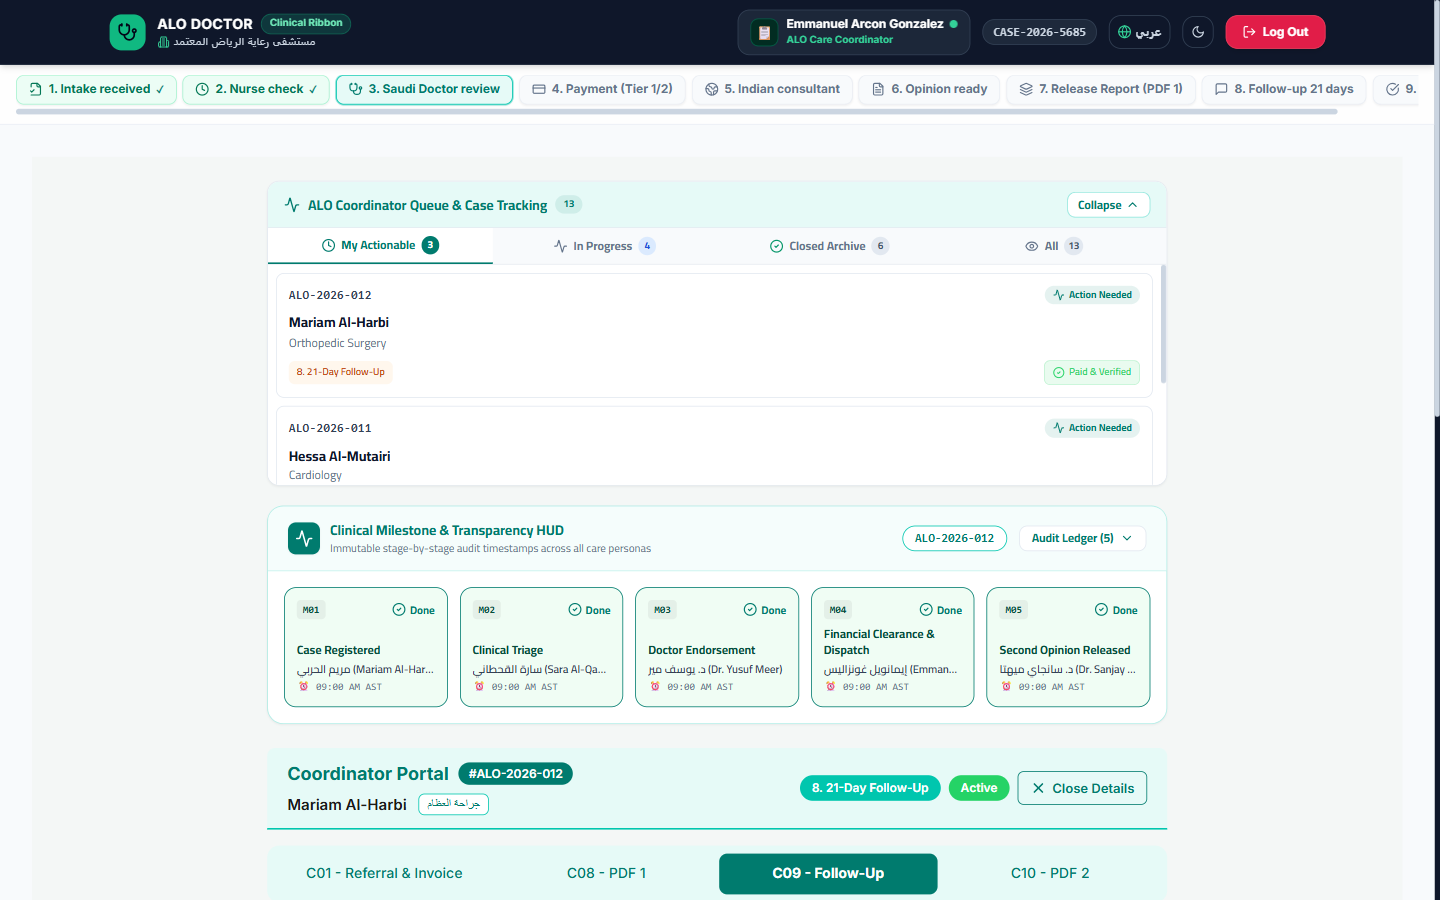 ALO DOCTOR Clinical Ribbon
مستشفى رعاية الرياض المعتمد
Emmanuel Arcon Gonzalez
ALO Care Coordinator
CASE-2026-5685
عربي
Log Out
1. Intake received ✓
2. Nurse check ✓
3. Saudi Doctor review
4. Payment (Tier 1/2)
5. Indian consultant
6. Opinion ready
7. Release Report (PDF 1)
8. Follow-up 21 days
9.
ALO Coordinator Queue & Case Tracking 13
Collapse
My Actionable 3
In Progress 4
Closed Archive 6
All 13
ALO-2026-012
Action Needed
Mariam Al-Harbi
Orthopedic Surgery
8. 21-Day Follow-Up
Paid & Verified
ALO-2026-011
Action Needed
Hessa Al-Mutairi
Cardiology
Clinical Milestone & Transparency HUD
Immutable stage-by-stage audit timestamps across all care personas
ALO-2026-012
Audit Ledger (5)
M01 Done
Case Registered
مريم الحربي (Mariam Al-Har...
09:00 AM AST
M02 Done
Clinical Triage
سارة القحطاني (Sara Al-Qa...
09:00 AM AST
M03 Done
Doctor Endorsement
د. يوسف مير (Dr. Yusuf Meer)
09:00 AM AST
M04 Done
Financial Clearance &
Dispatch
إيمانويل غونزاليس (Emman...
09:00 AM AST
M05 Done
Second Opinion Released
د. سانجاي ميهتا (Dr. Sanjay ...
09:00 AM AST
Coordinator Portal #ALO-2026-012
Mariam Al-Harbi جراحة العظام
8. 21-Day Follow-Up
Active
Close Details
C01 - Referral & Invoice
C08 - PDF 1
C09 - Follow-Up
C10 - PDF 2